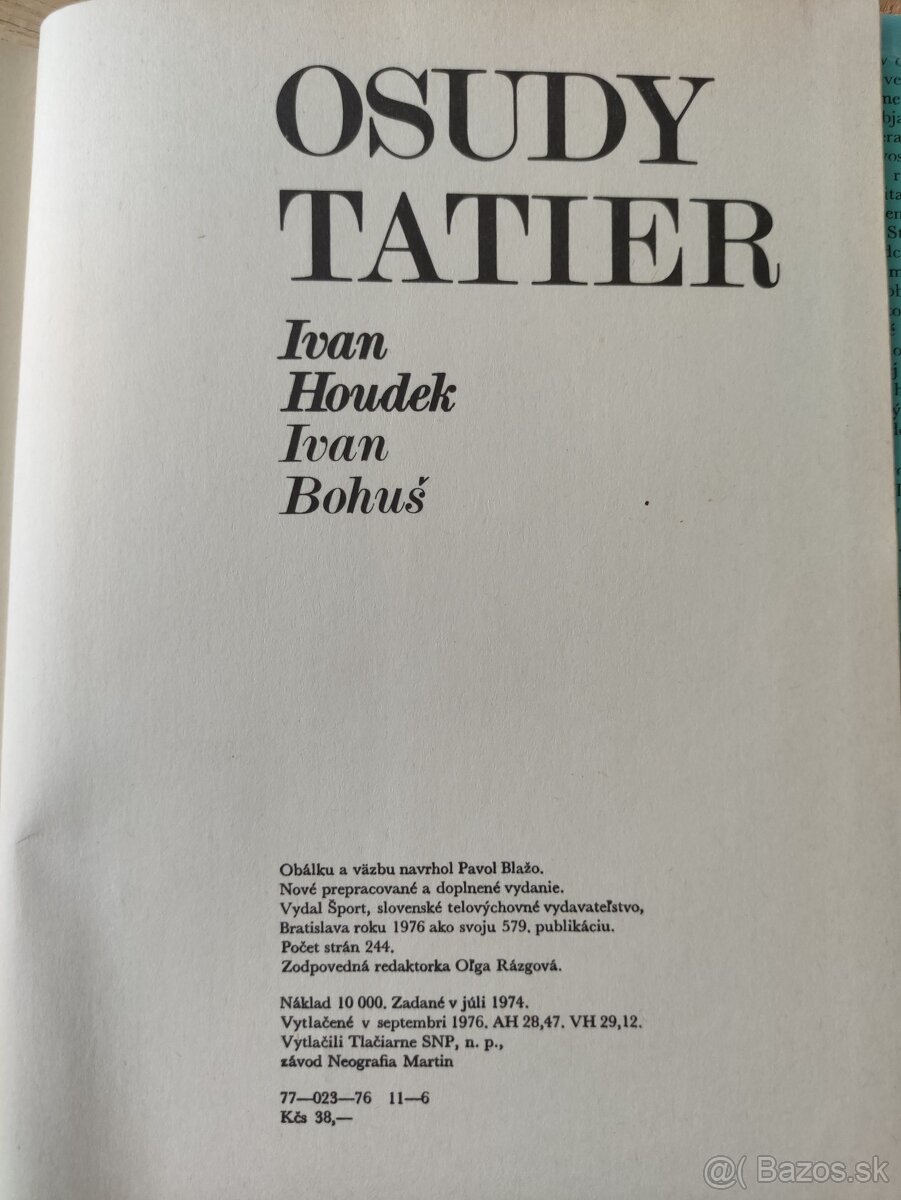 OSUDY
TATIER
Ivan
Houdek
Ivan
Bohuš
Obálku a väzbu navrhol Pavol Blažo.
Nové prepracované a doplnené vydanie.
Vydal Šport, slovenské telovýchovné vydavateľstvo,
Bratislava roku 1976 ako svoju 579. publikáciu.
Počet strán 244.
Zodpovedná redaktorka Oľga Rázgová.
Náklad 10 000. Zadané v júli 1974.
Vytlačené v septembri 1976. AH 28,47. VH 29,12.
Vytlačili Tlačiarne SNP, n. p.,
závod Neografia Martin
77—023—76 11—6
Kčs 38,—
@( Bazos.sk